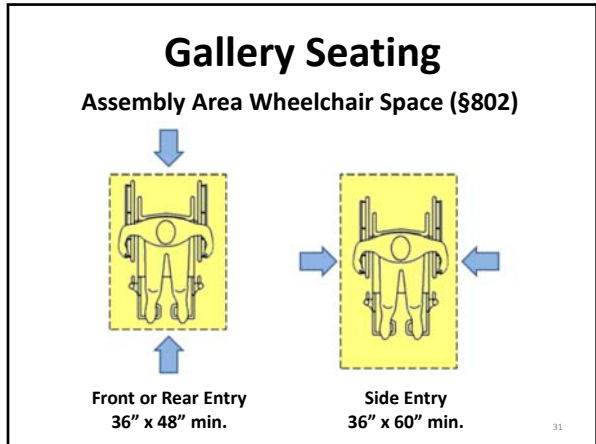 Gallery Seating
Assembly Area Wheelchair Space (§802)
Front or Rear Entry
36” x 48” min.
Side Entry
36” x 60” min.
31